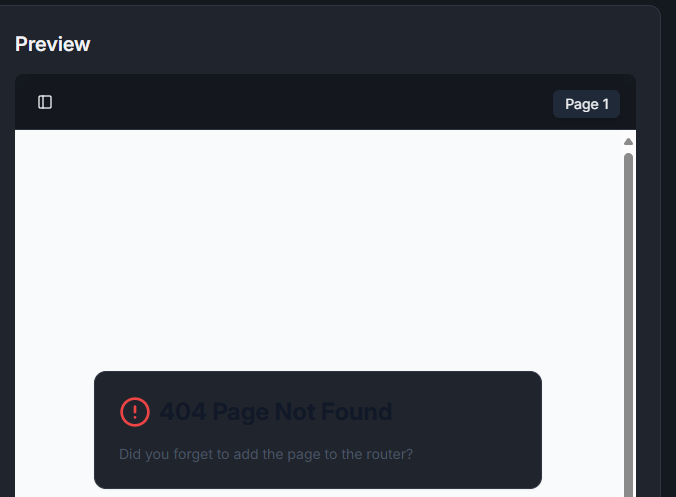 Preview
Page 1
404 Page Not Found
Did you forget to add the page to the router?